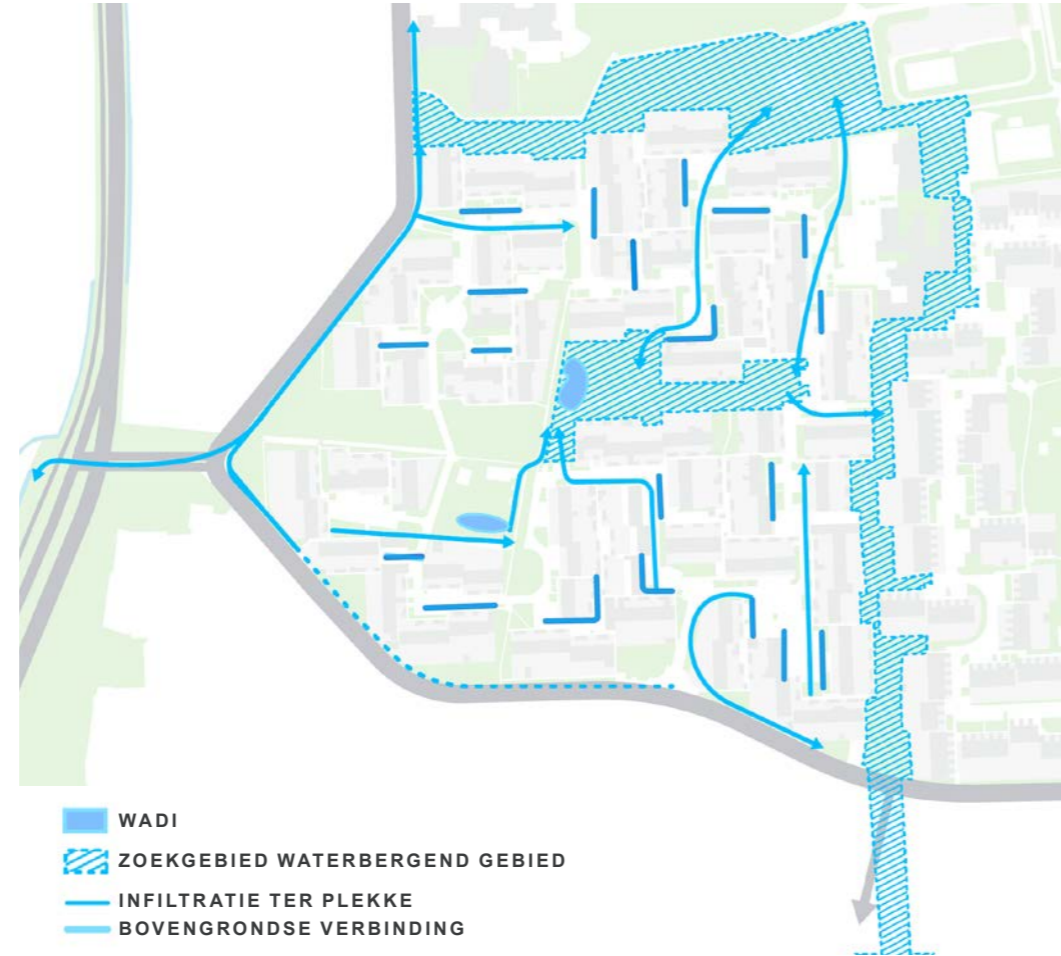 WADI
ZOEKGEBIED WATERBERGEND GEBIED
INFILTRATIE TER PLEKKE
BOVENGRONDSE VERBINDING